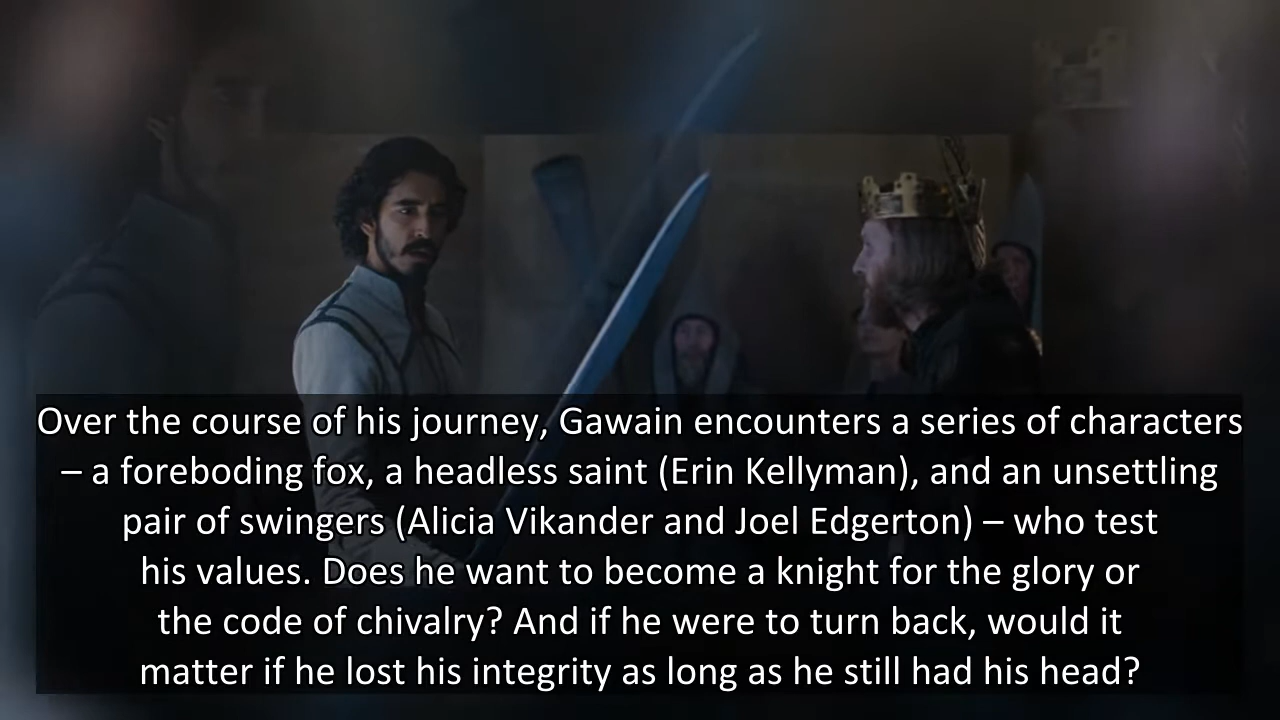 Over the course of his journey, Gawain encounters a series of characters
– a foreboding fox, a headless saint (Erin Kellyman), and an unsettling
pair of swingers (Alicia Vikander and Joel Edgerton) – who test
his values. Does he want to become a knight for the glory or
the code of chivalry? And if he were to turn back, would it
matter if he lost his integrity as long as he still had his head?